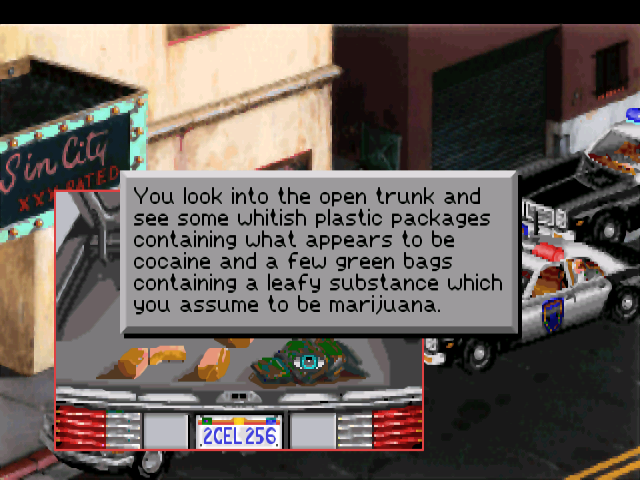 Sin City
XXX RATED
You look into the open trunk and
see some whitish plastic packages
containing what appears to be
cocaine and a few green bags
containing a leafy substance which
you assume to be marijuana.
2CEL256